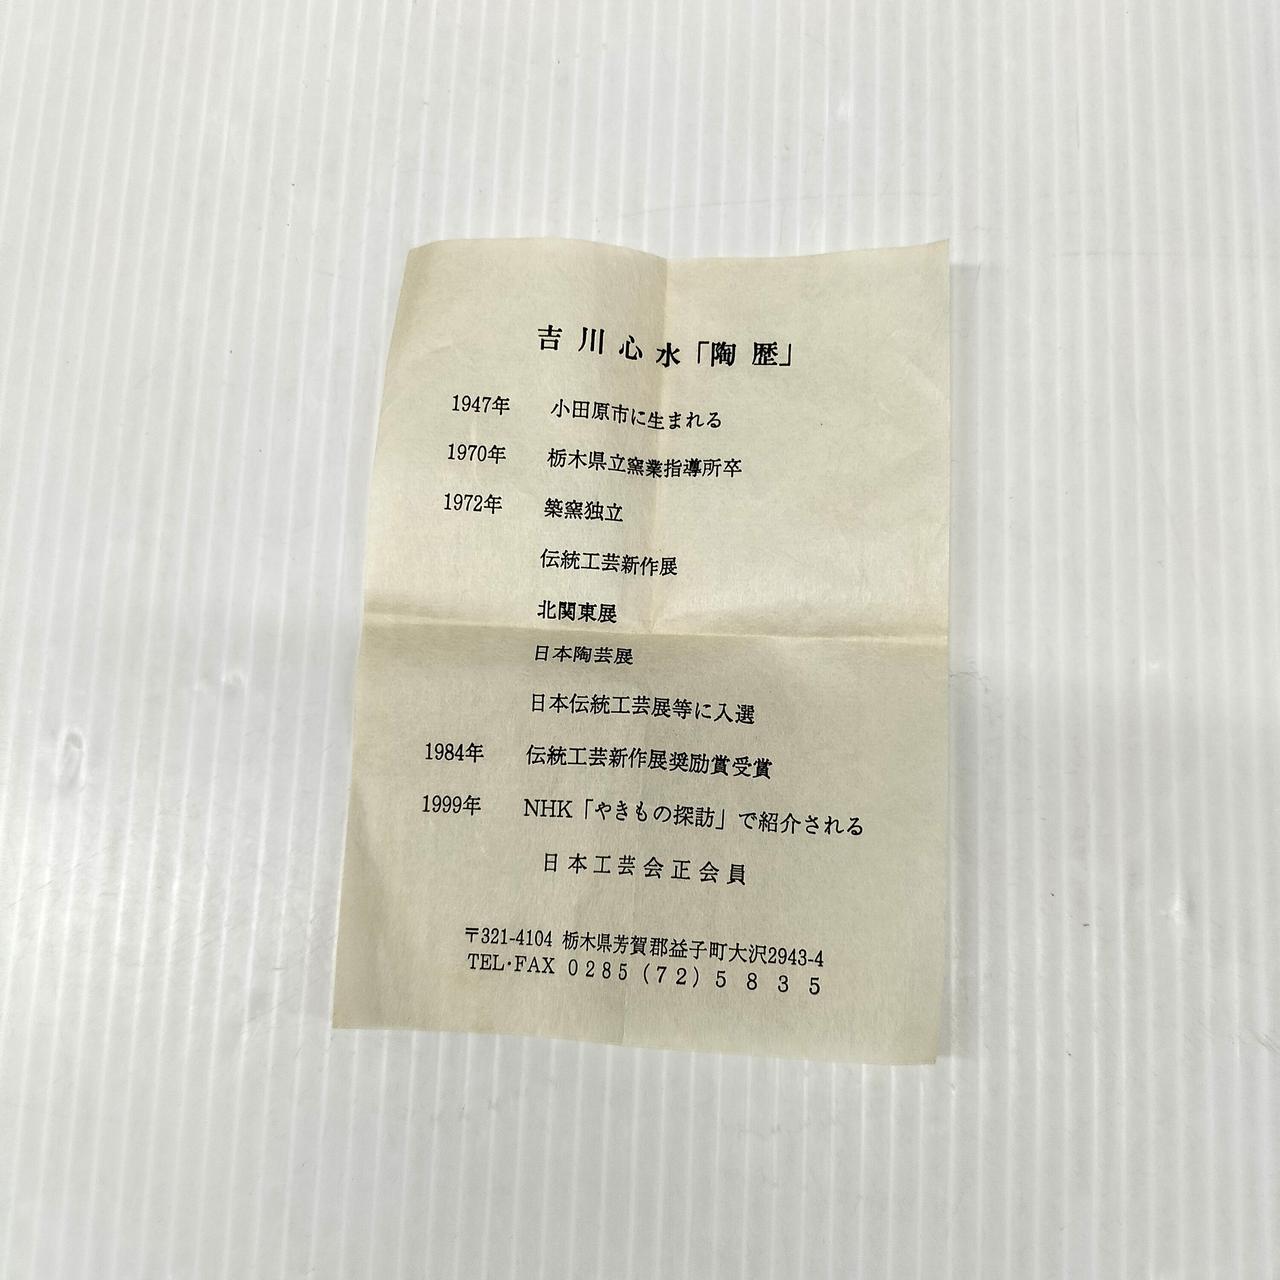 吉川心水「陶歴」
1947年 小田原市に生まれる
1970年 栃木県立窯業指導所卒
1972年 築窯独立
伝統工芸新作展
北関東展
日本陶芸展
日本伝統工芸展等に入選
1984年 伝統工芸新作展奨励賞受賞
1999年 NHK「やきもの探訪」で紹介される
日本工芸会正会員
〒321-4104 栃木県芳賀郡益子町大沢2943-4
TEL·FAX 0285(72)5835